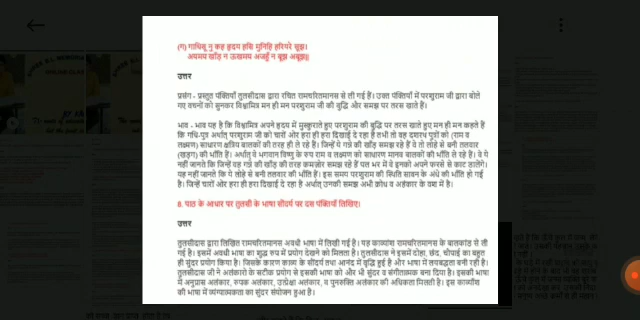 (ग) गाधिसू नु कह हृदय हसि मुनिहि हरियरे सूझ।
अयमय खाँड़ न ऊखमय अजहुँ न बूझ अबूझ।।
उत्तर
प्रसंग - प्रस्तुत पंक्तियाँ तुलसीदास द्वारा रचित रामचरितमानस से ली गई हैं। उक्त पंक्तियों में परशुराम जी द्वारा बोले
गए वचनों को सुनकर विश्वामित्र मन ही मन परशुराम जी की बुद्धि और समझ पर तरस खाते हैं।
भाव - भाव यह है कि विश्वामित्र अपने हृदय में मुस्कुराते हुए परशुराम की बुद्धि पर तरस खाते हुए मन ही मन कहते हैं
कि गधि-पुत्र अर्थात् परशुराम जी को चारों ओर हरा ही हरा दिखाई दे रहा है तभी तो वह दशरथ पुत्रों को (राम व
लक्ष्मण) साधारण क्षत्रिय बालकों की तरह ही ले रहे हैं। जिन्हें ये गन्ने की खाँड़ समझ रहे हैं वे तो लोहे से बनी तलवार
(खड़ग) की भाँति हैं। अर्थात् वे भगवान विष्णु के रुप राम व लक्ष्मण को साधारण मानव बालकों की भाँति ले रहे हैं। वे ये
नहीं जानते कि जिन्हें वह गन्ने की खाँड़ की तरह कमज़ोर समझ रहे हैं पल भर में वे इनको अपने फरसे से काट डालेंगे।
यह नहीं जानते कि ये लोहे से बनी तलवार की भाँति हैं। इस समय परशुराम की स्थिति सावन के अंधे की भाँति हो गई
है। जिन्हें चारों ओर हरा ही हरा दिखाई दे रहा है अर्थात् उनकी समझ अभी क्रोध व अहंकार के वश में है।
8. पाठ के आधार पर तुलसी के भाषा सौंदर्य पर दस पंक्तियाँ लिखिए।
उत्तर
तुलसीदास द्वारा लिखित रामचरितमानस अवधी भाषा में लिखी गई है। यह काव्यांश रामचरितमानस के बालकांड से ली
गई है। इसमें अवधी भाषा का शुद्ध रुप में प्रयोग देखने को मिलता है। तुलसीदास ने इसमें दोहा, छंद, चौपाई का बहुत
ही सुंदर प्रयोग किया है। जिसके कारण काव्य के सौंदर्य तथा आनंद में वृद्धि हुई है और भाषा में लयबद्धता बनी रही है।
तुलसीदास जी ने अलंकारो के सटीक प्रयोग से इसकी भाषा को और भी सुंदर व संगीतात्मक बना दिया है। इसकी भाषा
में अनुप्रास अलंकार, रुपक अलंकार, उत्प्रेक्षा अलंकार, व पुनरुक्ति अलंकार की अधिकता मिलती है। इस काव्याँश
की भाषा में व्यंग्यात्मकता का सुंदर संयोजन हुआ है।